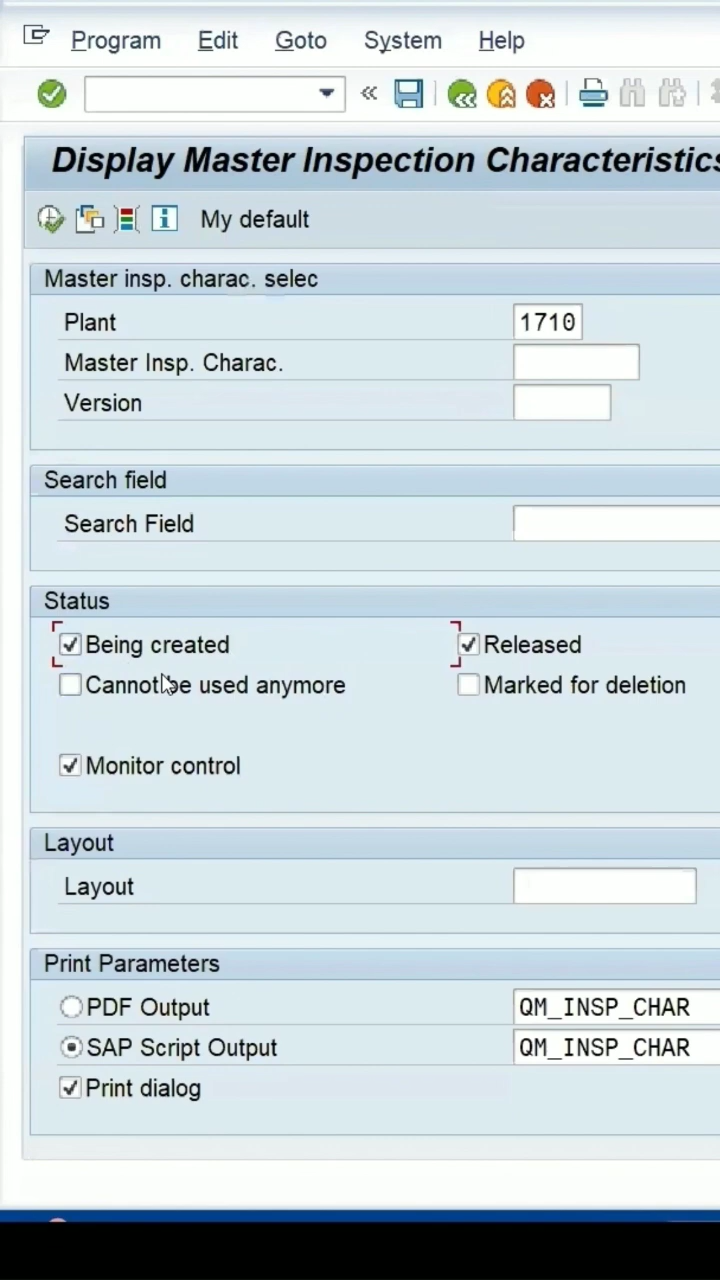 Program Edit Goto System Help
Display Master Inspection Characteristics
My default
Master insp. charac. selec
Plant 1710
Master Insp. Charac.
Version
Search field
Search Field
Status
Being created Released
Cannot be used anymore Marked for deletion
Monitor control
Layout
Layout
Print Parameters
PDF Output QM_INSP_CHAR
SAP Script Output QM_INSP_CHAR
Print dialog